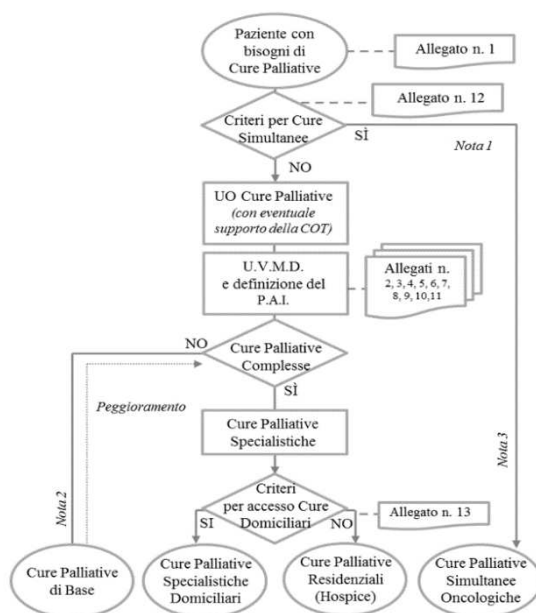 Paziente con
bisogni di
Cure Palliative
Allegato n. 1
Allegato n. 12
Criteri per Cure
Simultanee
SÌ
Nota 1
NO
UO Cure Palliative
(con eventuale
supporto della COT)
U.V.M.D.
e definizione del
P.A.I.
Allegati n.
2, 3, 4, 5, 6, 7,
8, 9, 10,11
NO
Cure Palliative
Complesse
SÌ
Peggioramento
Cure Palliative
Specialistiche
Nota 2
Nota 3
Criteri
per accesso Cure
Domiciliari
Allegato n. 13
SI
NO
Cure Palliative
di Base
Cure Palliative
Specialistiche
Domiciliari
Cure Palliative
Residenziali
(Hospice)
Cure Palliative
Simultanee
Oncologiche